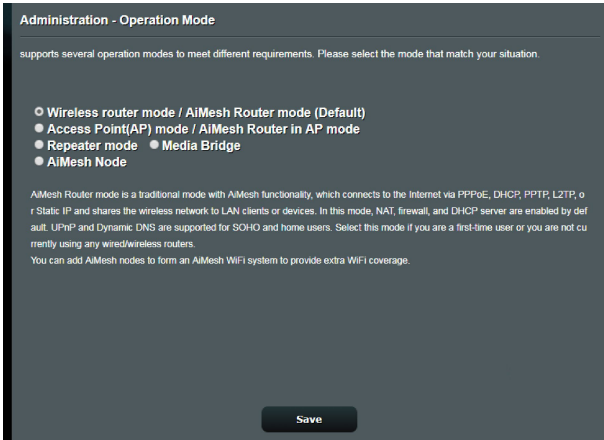 Administration - Operation Mode
supports several operation modes to meet different requirements. Please select the mode that match your situation.
Wireless router mode / AiMesh Router mode (Default)
Access Point(AP) mode / AiMesh Router in AP mode
Repeater mode Media Bridge
AiMesh Node
AiMesh Router mode is a traditional mode with AiMesh functionality, which connects to the Internet via PPPoE, DHCP, PPTP, L2TP, o
r Static IP and shares the wireless network to LAN clients or devices. In this mode, NAT, firewall, and DHCP server are enabled by def
ault. UPnP and Dynamic DNS are supported for SOHO and home users. Select this mode if you are a first-time user or you are not cu
rrently using any wired/wireless routers.
You can add AiMesh nodes to form an AiMesh WiFi system to provide extra WiFi coverage.
Save